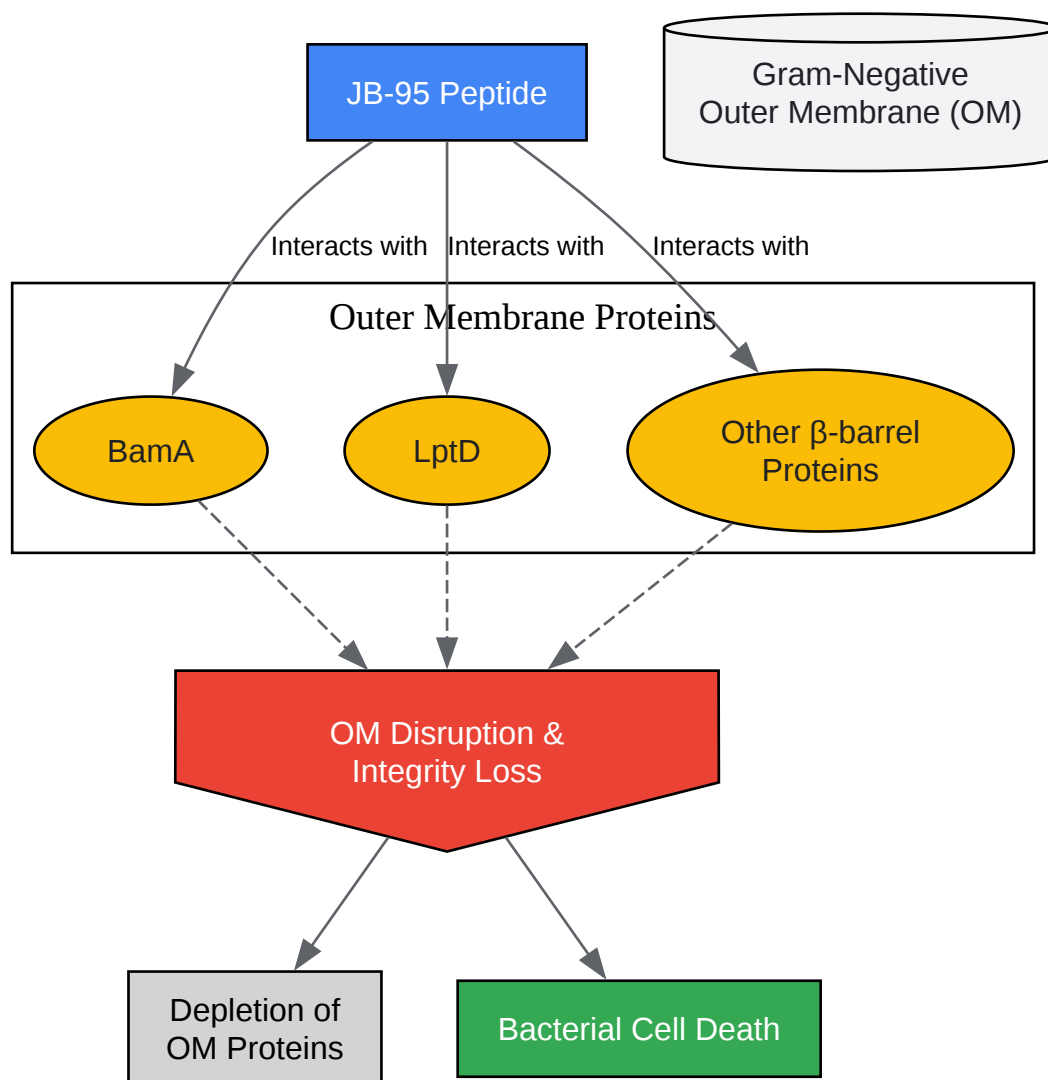 JB-95 Peptide
Gram-Negative
Outer Membrane (OM)
Interacts with
Interacts with
Interacts with
Outer Membrane Proteins
BamA
LptD
Other β-barrel
Proteins
OM Disruption &
Integrity Loss
Depletion of
OM Proteins
Bacterial Cell Death